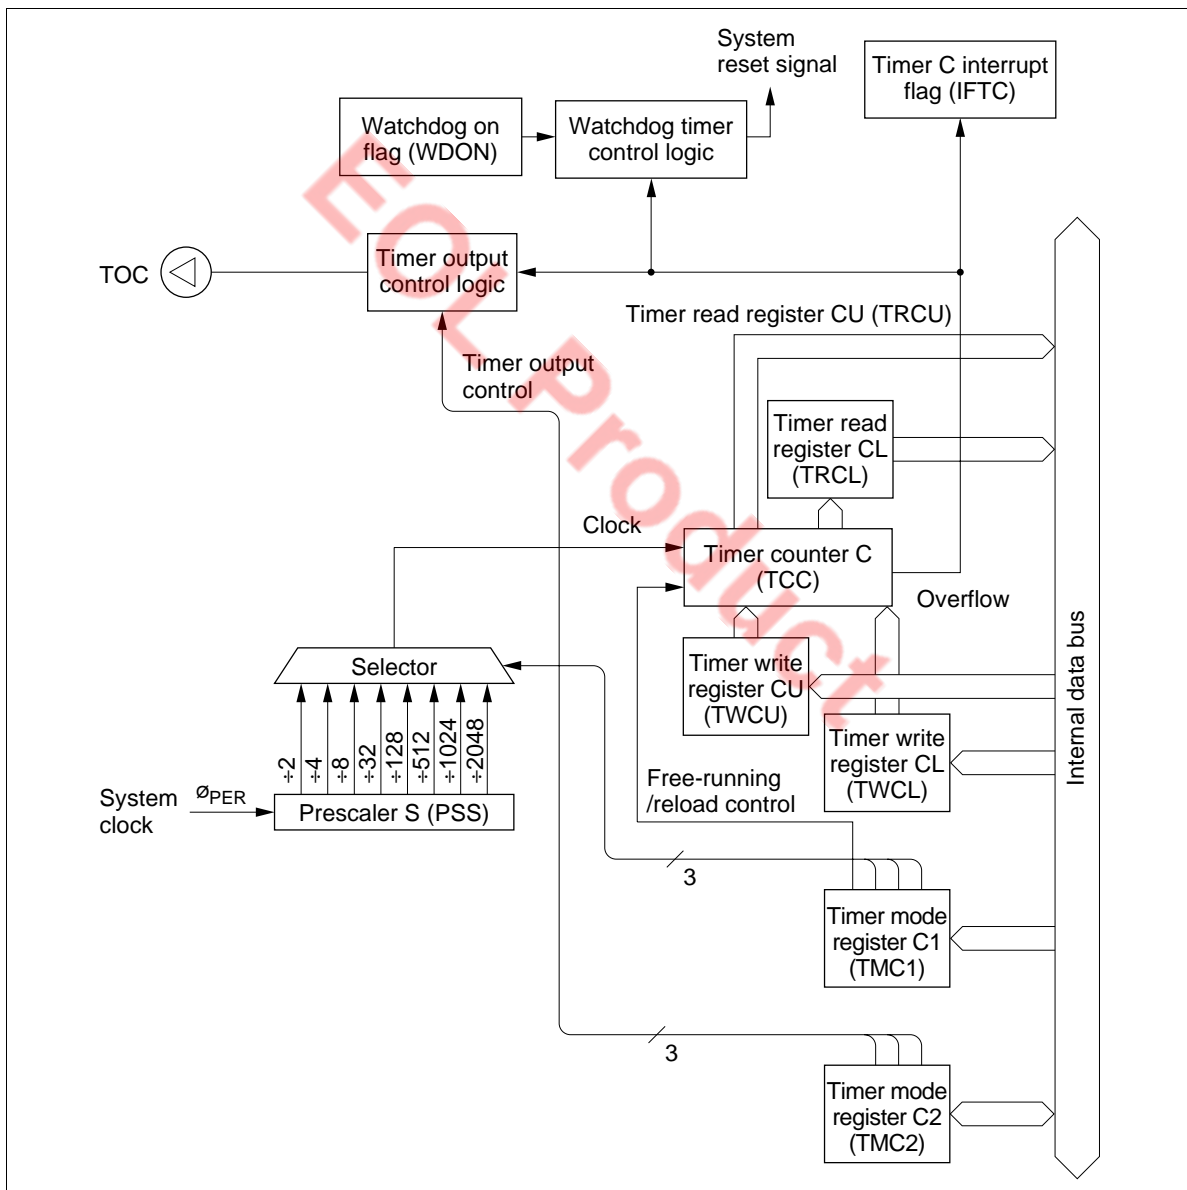 System
reset signal
Timer C interrupt
flag (IFTC)
Watchdog on
flag (WDON)
Watchdog timer
control logic
TOC
Timer output
control logic
Timer read register CU (TRCU)
Timer output
control
Timer read
register CL
(TRCL)
Clock
Timer counter C
(TCC)
Overflow
Internal data bus
Selector
Timer write
register CU
(TWCU)
÷2
÷4
÷8
÷32
÷128
÷512
÷1024
÷2048
Timer write
register CL
(TWCL)
Free-running
/reload control
System
clock
øPER
Prescaler S (PSS)
3
Timer mode
register C1
(TMC1)
3
Timer mode
register C2
(TMC2)
EOL Product